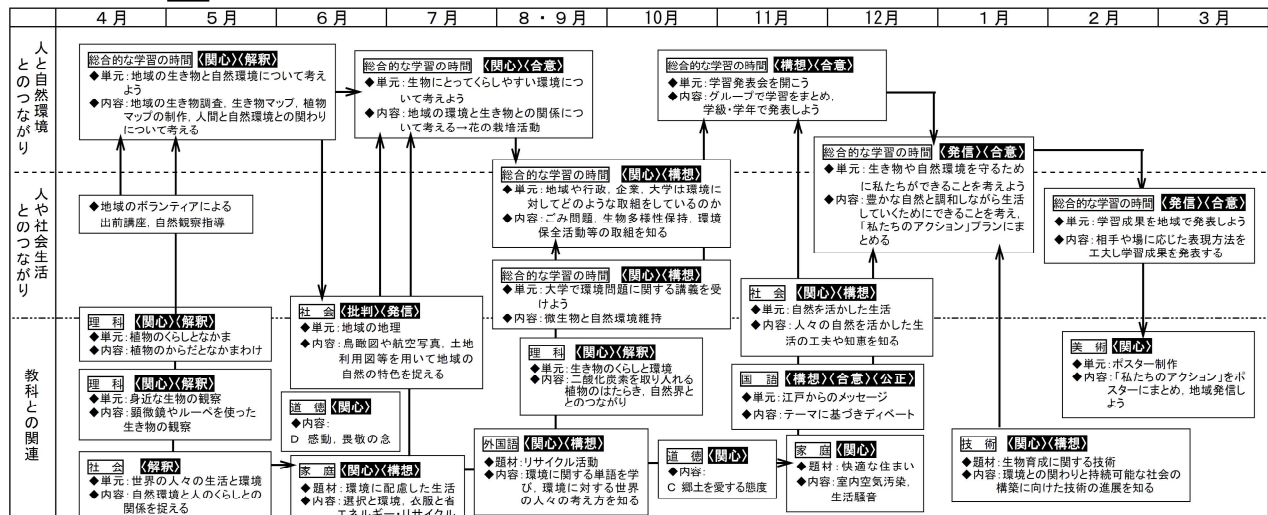 4月
5月
6月
7月
8・9月
10月
11月
12月
1月
2月
3月
人と自然環境
とのつながり
総合的な学習の時間 〈関心〉〈解釈〉
◆単元:地域の生き物と自然環境について考え
よう
◆内容:地域の生き物調査，生き物マップ，植物
マップの制作，人間と自然環境との関わり
について考える
総合的な学習の時間 〈関心〉〈合意〉
◆単元:生物にとってくらしやすい環境につ
いて考えよう
◆内容:地域の環境と生き物との関係につ
いて考える→花の栽培活動
総合的な学習の時間 〈構想〉〈合意〉
◆単元:学習発表会を開こう
◆内容:グループで学習をまとめ，
学級・学年で発表しよう
総合的な学習の時間 〈発信〉〈合意〉
◆単元:生き物や自然環境を守るため
に私たちができることを考えよう
◆内容:豊かな自然と調和しながら生活
していくためにできることを考え，
「私たちのアクション」プランにま
とめる
人や社会生活
とのつながり
◆地域のボランティアによる
出前講座，自然観察指導
総合的な学習の時間 〈関心〉〈構想〉
◆単元:地域や行政，企業，大学は環境に
対してどのような取組をしているのか
◆内容:ごみ問題，生物多様性保持，環境
保全活動等の取組を知る
総合的な学習の時間 〈発信〉〈合意〉
◆単元:学習成果を地域で発表しよう
◆内容:相手や場に応じた表現方法を
工夫し学習成果を発表する
総合的な学習の時間 〈関心〉〈構想〉
◆単元:大学で環境問題に関する講義を受
けよう
◆内容:微生物と自然環境維持
社会 〈批判〉〈発信〉
◆単元:地域の地理
◆内容:鳥瞰図や航空写真，土地
利用図等を用いて地域の
自然の特色を捉える
社会 〈関心〉〈構想〉
◆単元:自然を活かした生活
◆内容:人々の自然を活かした生
活の工夫や知恵を知る
教科との関連
理科 〈関心〉〈解釈〉
◆単元:植物のくらしとなかま
◆内容:植物のからだとなかまわけ
理科 〈関心〉〈解釈〉
◆単元:身近な生物の観察
◆内容:顕微鏡やルーペを使った
生き物の観察
社会 〈解釈〉
◆単元:世界の人々の生活と環境
◆内容:自然環境と人のくらしとの
関係を捉える
道徳 〈関心〉
◆内容:
D 感動，畏敬の念
家庭 〈関心〉〈構想〉
◆題材:環境に配慮した生活
◆内容:選択と環境，衣服と省
エネルギー・リサイクル
理科 〈関心〉〈解釈〉
◆単元:生き物のくらしと環境
◆内容:二酸化炭素を取り入れる
植物のはたらき，自然界と
とのつながり
外国語 〈関心〉〈構想〉
◆題材:リサイクル活動
◆内容:環境に関する単語を学
び，環境に対する世界
の人々の考え方を知る
道徳 〈関心〉
◆内容:
C 郷土を愛する態度
国語 〈構想〉〈合意〉〈公正〉
◆単元:江戸からのメッセージ
◆内容:テーマに基づきディベート
家庭 〈関心〉
◆題材:快適な住まい
◆内容:室内空気汚染，
生活騒音
美術 〈関心〉
◆単元:ポスター制作
◆内容:「私たちのアクション」をポ
スターにまとめ，地域発信し
よう
技術 〈関心〉〈構想〉
◆題材:生物育成に関する技術
◆内容:環境との関わりと持続可能な社会の
構築に向けた技術の進展を知る